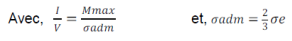 Avec, I/V = Mmax/σadm et, σadm = 2/3 σe